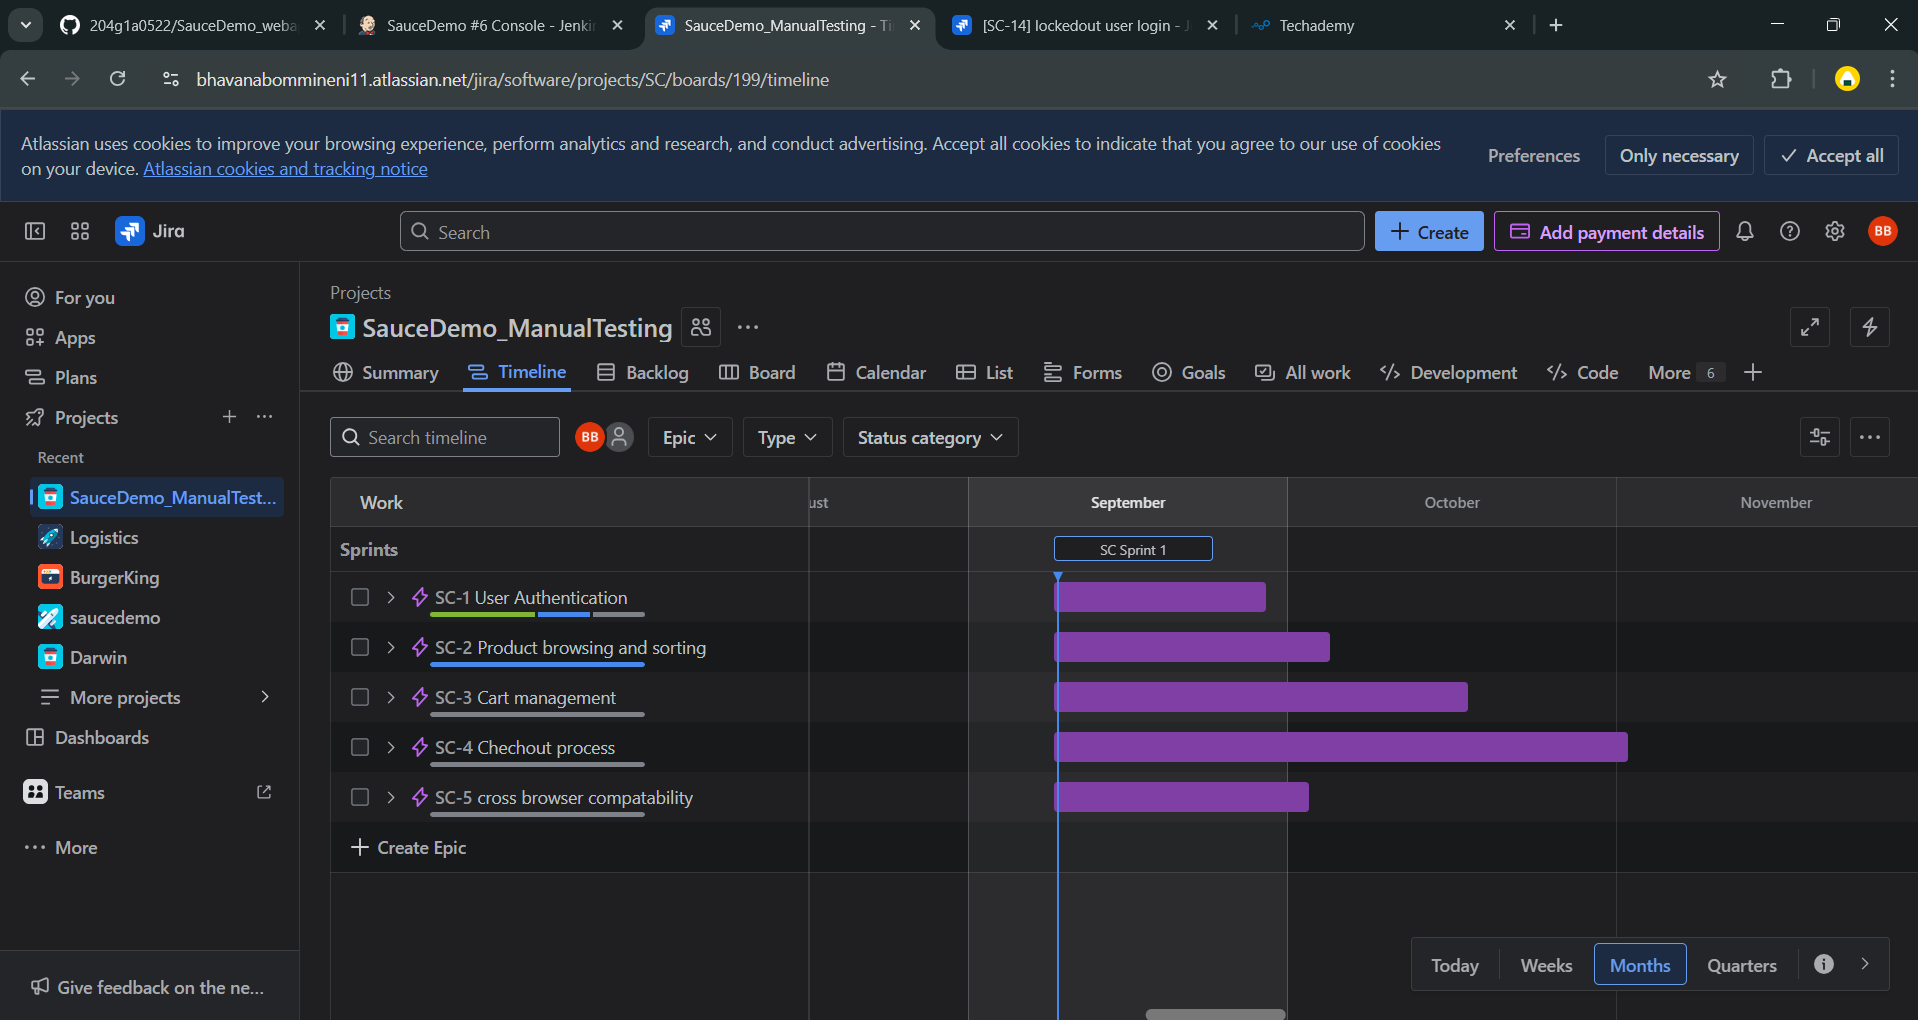 204g1a0522/SauceDemo_weba
SauceDemo #6 Console - Jenki
SauceDemo_ManualTesting - Ti
[SC-14] lockedout user login - J
Techademy
bhavanabommineni11.atlassian.net/jira/software/projects/SC/boards/199/timeline
Atlassian uses cookies to improve your browsing experience, perform analytics and research, and conduct advertising. Accept all cookies to indicate that you agree to our use of cookies
on your device. Atlassian cookies and tracking notice
Preferences
Only necessary
Accept all
Jira
Search
Create
Add payment details
BB
For you
Apps
Plans
Projects
Recent
SauceDemo_ManualTest...
Logistics
BurgerKing
saucedemo
Darwin
More projects
Dashboards
Teams
More
Give feedback on the ne...
Projects
SauceDemo_ManualTesting
Summary
Timeline
Backlog
Board
Calendar
List
Forms
Goals
All work
Development
Code
More 6
Search timeline
BB
Epic
Type
Status category
Work
ust
September
October
November
Sprints
SC Sprint 1
SC-1 User Authentication
SC-2 Product browsing and sorting
SC-3 Cart management
SC-4 Chechout process
SC-5 cross browser compatability
Create Epic
Today
Weeks
Months
Quarters